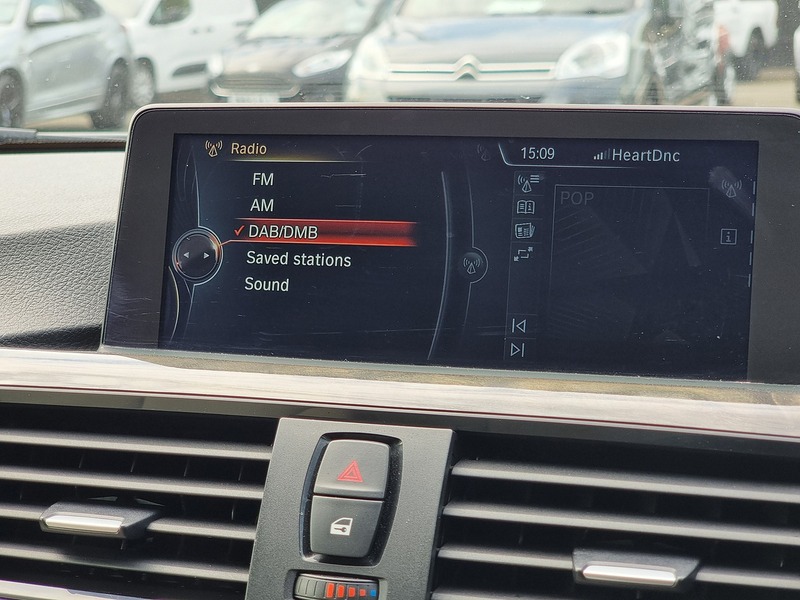 Radio
15:09 HeartDnc
FM
AM
DAB/DMB
Saved stations
Sound
POP